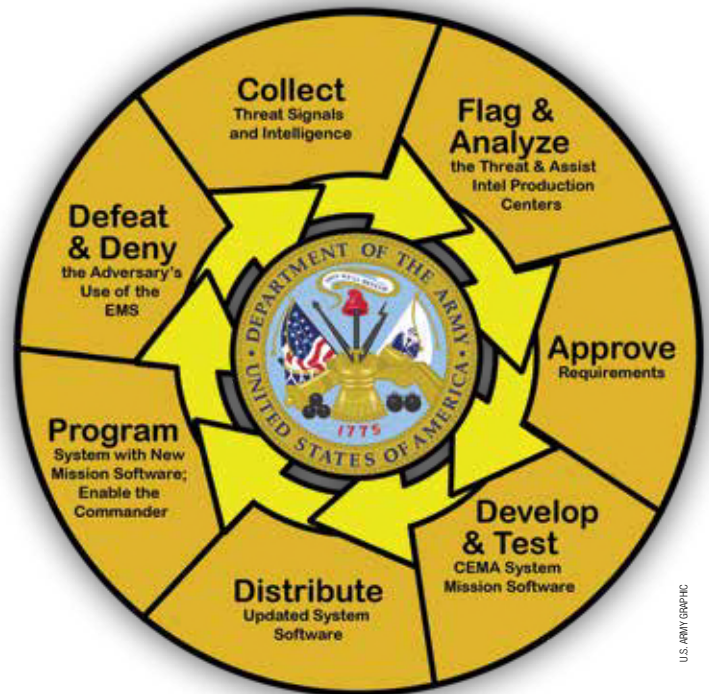 Collect
Threat Signals
and Intelligence
Flag &
Analyze
the Threat & Assist
Intel Production
Centers
Approve
Requirements
Develop
& Test
CEMA System
Mission Software
Distribute
Updated System
Software
Program
System with New
Mission Software;
Enable the
Commander
Defeat
& Deny
the Adversary's
Use of the
EMS
DEPARTMENT OF THE ARMY
UNITED STATES OF AMERICA
1775
U.S. ARMY GRAPHIC